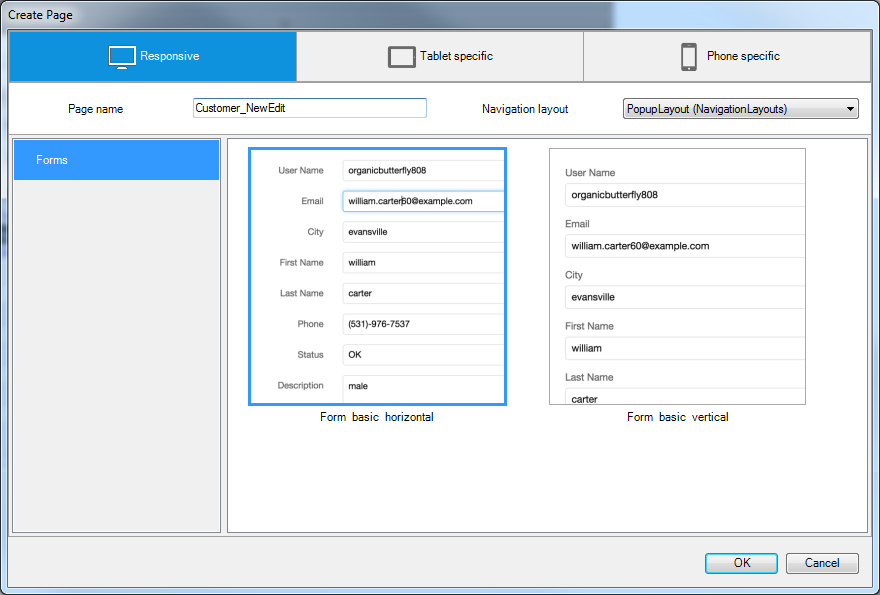 Create Page
Responsive
Tablet specific
Phone specific
Page name
Customer_NewEdit
Navigation layout
PopupLayout (NavigationLayouts)
Forms
User Name organicbutterfly808
Email william.carter60@example.com
City evansville
First Name william
Last Name carter
Phone (531)-976-7537
Status OK
Description male
Form basic horizontal
User Name
organicbutterfly808
Email
william.carter60@example.com
City
evansville
First Name
william
Last Name
carter
Form basic vertical
OK
Cancel